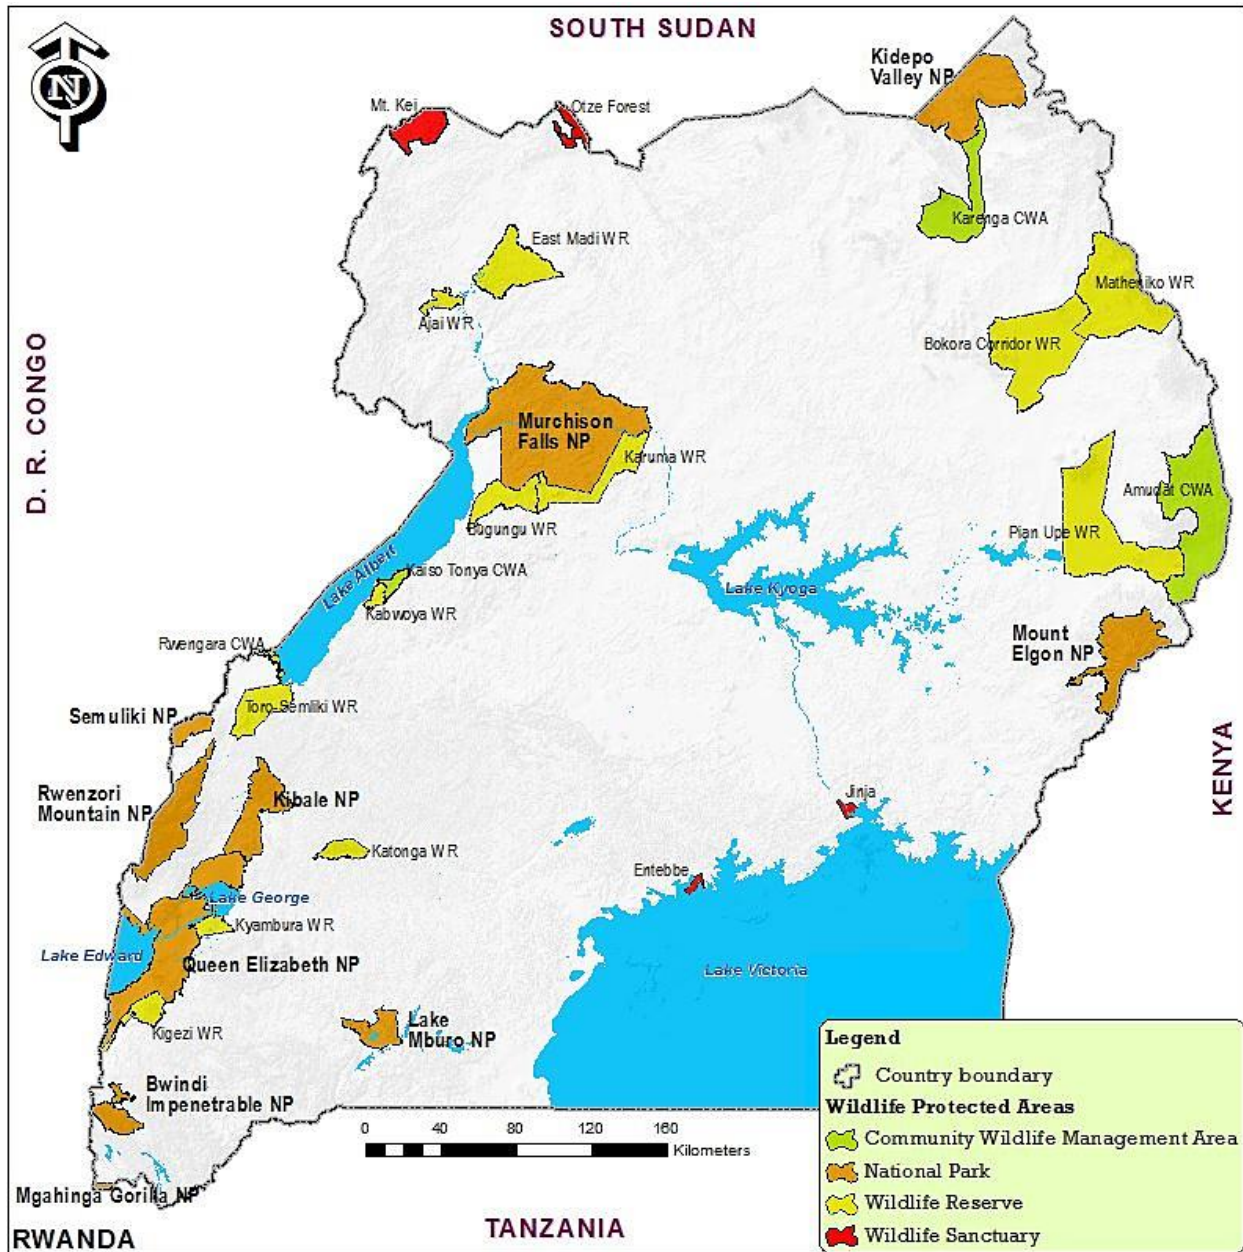 SOUTH SUDAN
N
Kidepo
Valley NP
Mt. Kei
Otze Forest
Karenga CWA
East Madi WR
Matheniko WR
Ajai WR
Bokora Corridor WR
D. R. CONGO
Murchison
Falls NP
Karuma WR
Amudat CWA
Bugungu WR
Pian Upe WR
Lake Albert
Kaiso Tonya CWA
Lake Kyoga
Kabwoya WR
Rwengara CWA
Mount
Elgon NP
Toro-Semliki WR
Semuliki NP
KENYA
Rwenzori
Mountain NP
Kibale NP
Jinja
Katonga WR
Entebbe
Lake George
Kyambura WR
Lake Edward
Queen Elizabeth NP
Lake Victoria
Kigezi WR
Lake
Mburo NP
Bwindi
Impenetrable NP
0 20 40 80 120 160
Kilometers
Mgahinga Gorilla NP
RWANDA
TANZANIA
Legend
Country boundary
Wildlife Protected Areas
Community Wildlife Management Area
National Park
Wildlife Reserve
Wildlife Sanctuary